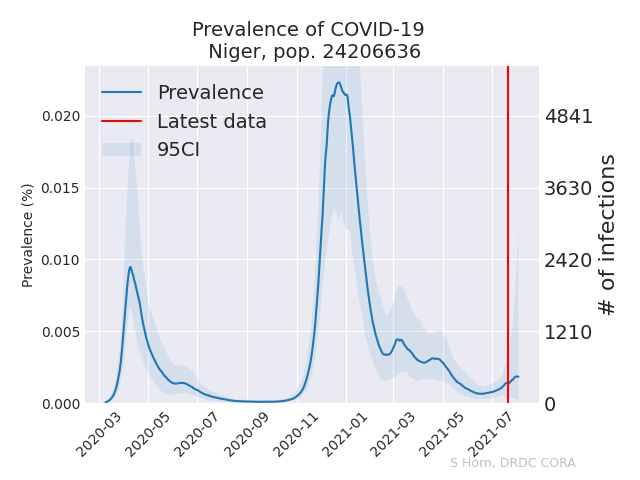 Prevalence of COVID-19
Niger, pop. 24206636
Prevalence
Latest data
95CI
Prevalence (%)
0.020
0.015
0.010
0.005
0.000
4841
3630
2420
1210
0
# of infections
2020-03
2020-05
2020-07
2020-09
2020-11
2021-01
2021-03
2021-05
2021-07
S Horn, DRDC CORA